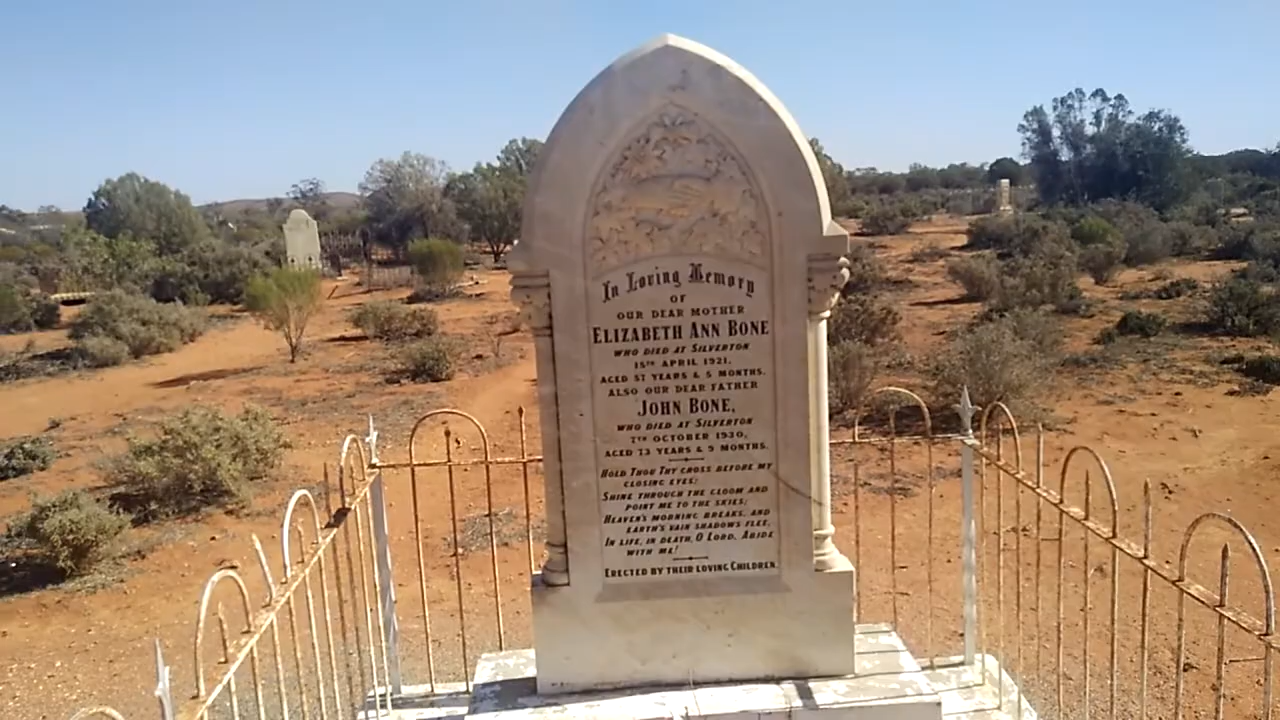 In Loving Memory
OF
OUR DEAR MOTHER
ELIZABETH ANN BONE
WHO DIED AT SILVERTON
15TH APRIL 1921,
AGED 57 YEARS & 5 MONTHS.
ALSO OUR DEAR FATHER
JOHN BONE,
WHO DIED AT SILVERTON
7TH OCTOBER 1930,
AGED 73 YEARS & 9 MONTHS.
HOLD THOU THY CROSS BEFORE MY
CLOSING EYES;
SHINE THROUGH THE GLOOM AND
POINT ME TO THE SKIES;
HEAVEN'S MORNING BREAKS, AND
EARTH'S VAIN SHADOWS FLEE,
IN LIFE, IN DEATH, O LORD, ABIDE
WITH ME!
ERECTED BY THEIR LOVING CHILDREN.